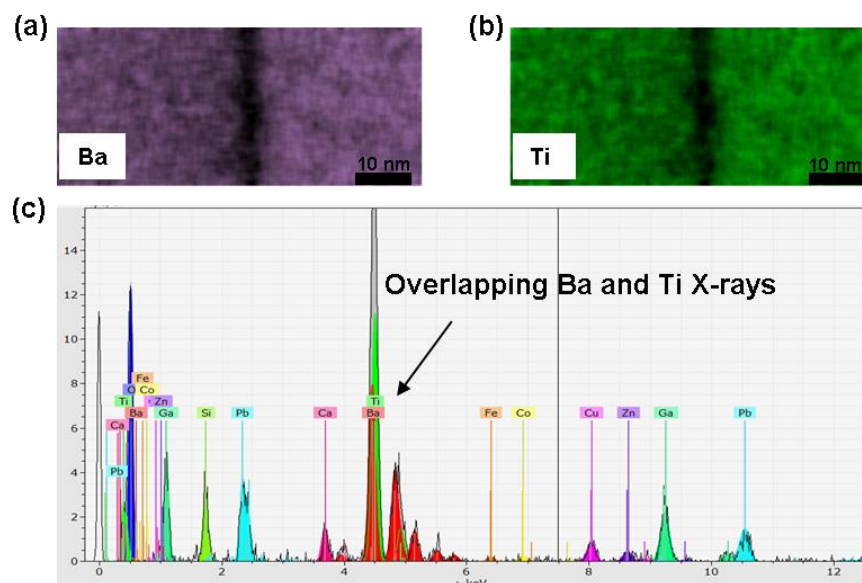 (a)
(b)
Ba
10 nm
Ti
10 nm
(c)
14
12
10
8
6
4
2
0
Overlapping Ba and Ti X-rays
Fe
O Co
Ti Zn
Ca Ba Ga Si Pb Ca Ti Ba Fe Co Cu Zn Ga Pb
Pb
0 2 4 6 8 10 12
keV